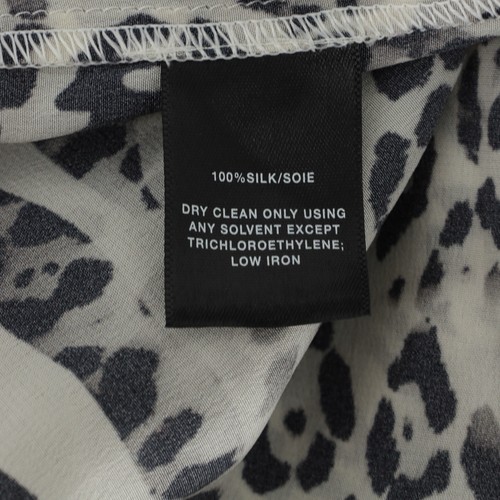 100%SILK/SOIE
DRY CLEAN ONLY USING
ANY SOLVENT EXCEPT
TRICHLOROETHYLENE;
LOW IRON